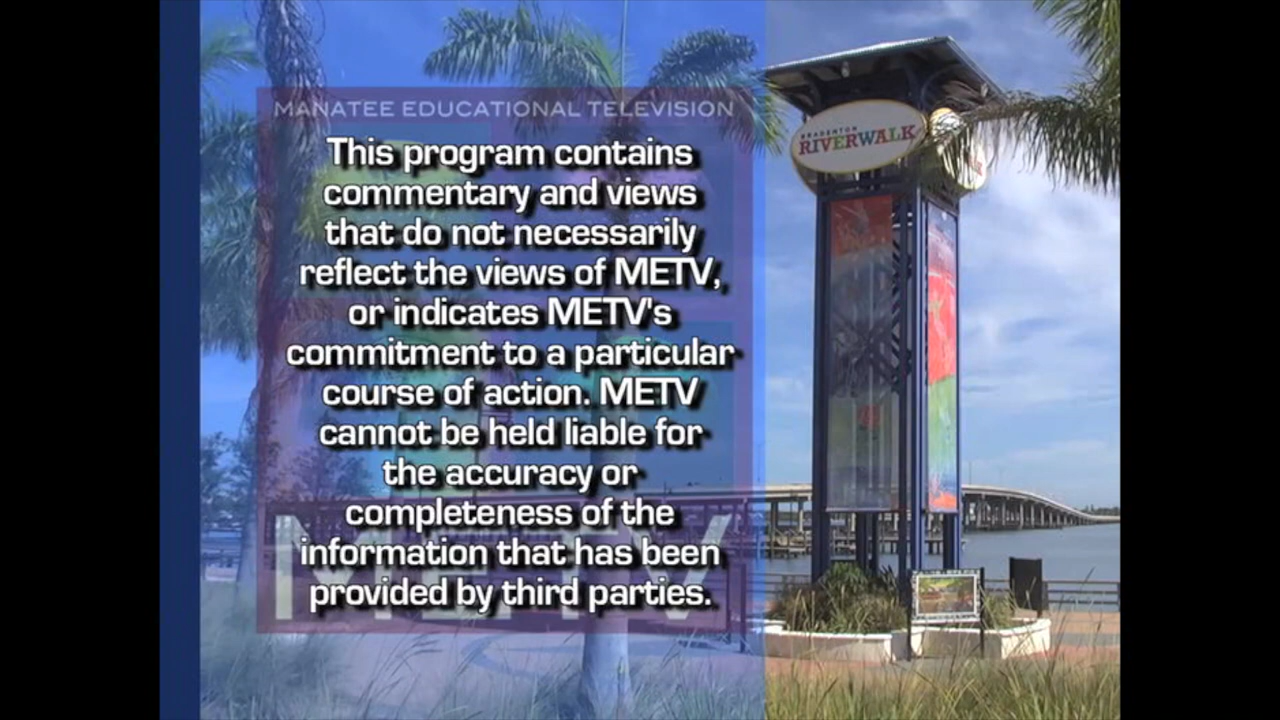 MANATEE EDUCATIONAL TELEVISION
This program contains
commentary and views
that do not necessarily
reflect the views of METV,
or indicates METV's
commitment to a particular
course of action. METV
cannot be held liable for
the accuracy or
completeness of the
information that has been
provided by third parties.
METV
BRADENTON
RIVERWALK